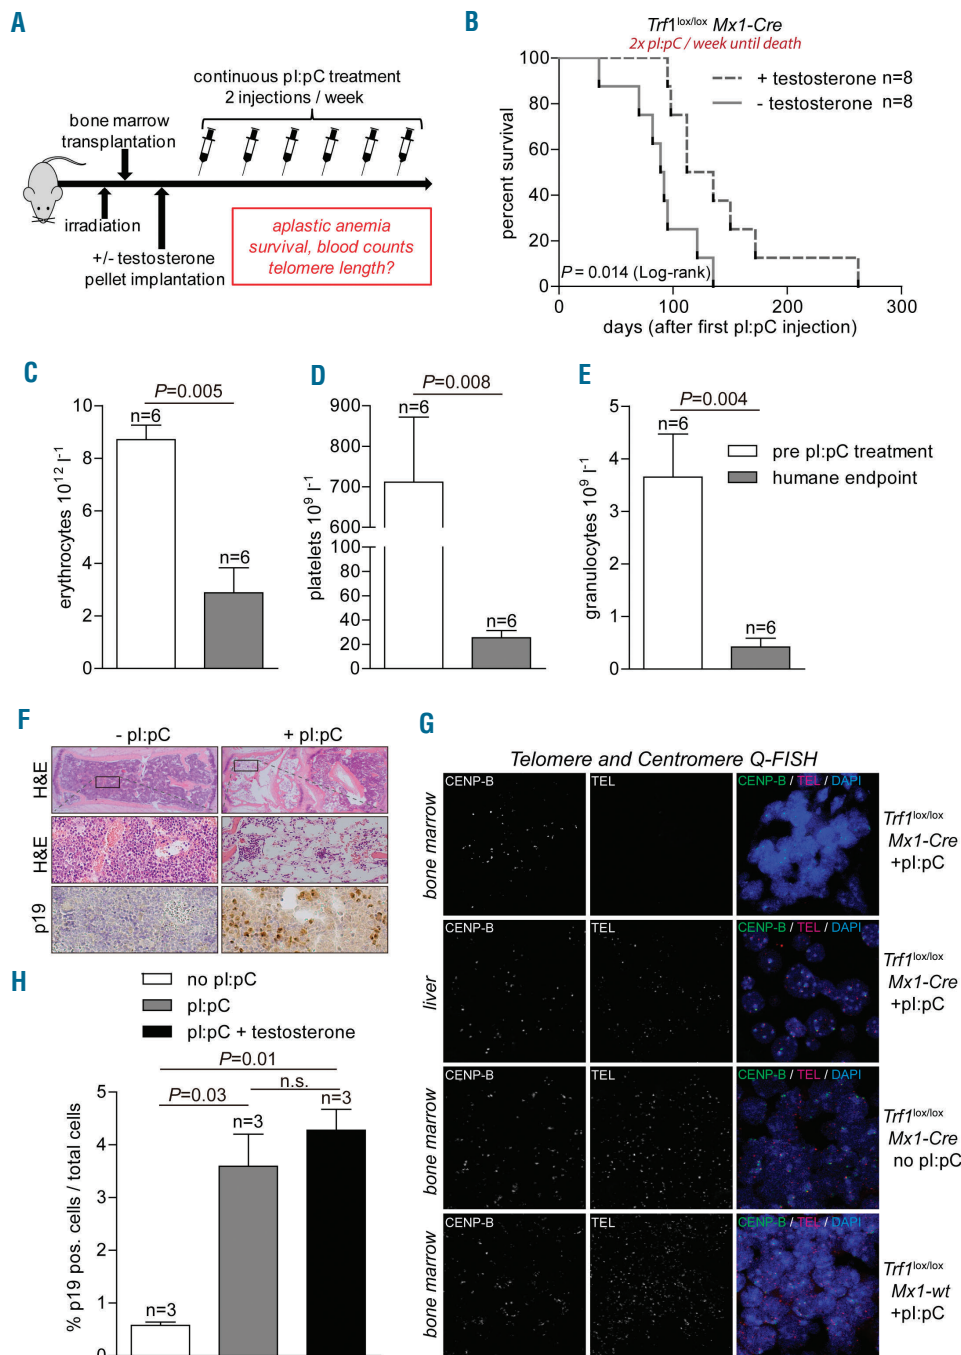 A
continuous pI:pC treatment
2 injections / week
bone marrow
transplantation
irradiation
+/- testosterone
pellet implantation
aplastic anemia
survival, blood counts
telomere length?
B
Trf1lox/lox Mx1-Cre
2x pI:pC / week until death
percent survival
100
80
60
40
20
0
+ testosterone n=8
- testosterone n=8
P = 0.014 (Log-rank)
0 100 200 300
days (after first pI:pC injection)
C
P=0.005
erythrocytes 10¹² l⁻¹
10
8
6
4
2
0
n=6
n=6
D
P=0.008
platelets 10⁹ l⁻¹
900
800
700
600
100
80
60
40
20
0
n=6
n=6
E
P=0.004
granulocytes 10⁹ l⁻¹
5
4
3
2
1
0
n=6
n=6
pre pI:pC treatment
humane endpoint
F
- pI:pC + pI:pC
H&E
H&E
p19
G
Telomere and Centromere Q-FISH
bone marrow
CENP-B TEL CENP-B / TEL / DAPI
Trf1lox/lox
Mx1-Cre
+pI:pC
liver
CENP-B TEL CENP-B / TEL / DAPI
Trf1lox/lox
Mx1-Cre
+pI:pC
bone marrow
CENP-B TEL CENP-B / TEL / DAPI
Trf1lox/lox
Mx1-Cre
no pI:pC
bone marrow
CENP-B TEL CENP-B / TEL / DAPI
Trf1lox/lox
Mx1-wt
+pI:pC
H
no pI:pC
pI:pC
pI:pC + testosterone
P=0.01
n.s.
P=0.03
% p19 pos. cells / total cells
5
4
3
2
1
0
n=3
n=3
n=3